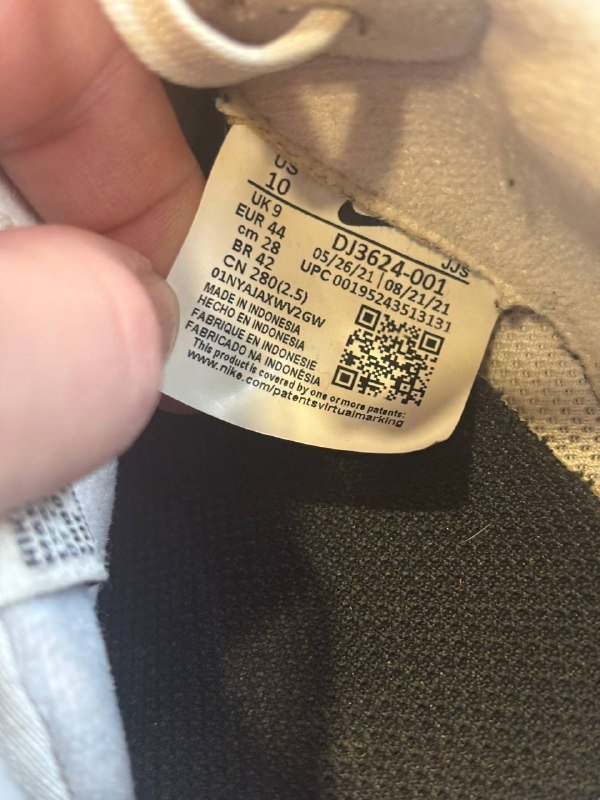 US
10
UK 9
EUR 44
cm 28
BR 42
CN 280(2.5)
01NYAJAXWV2GW
MADE IN INDONESIA
HECHO EN INDONESIA
FABRIQUE EN INDONESIE
FABRICADO NA INDONÉSIA
This product is covered by one or more patents:
www.nike.com/patentsvirtualmarking
JJS
DJ3624-001
05/26/21 | 08/21/21
UPC 00195243513131